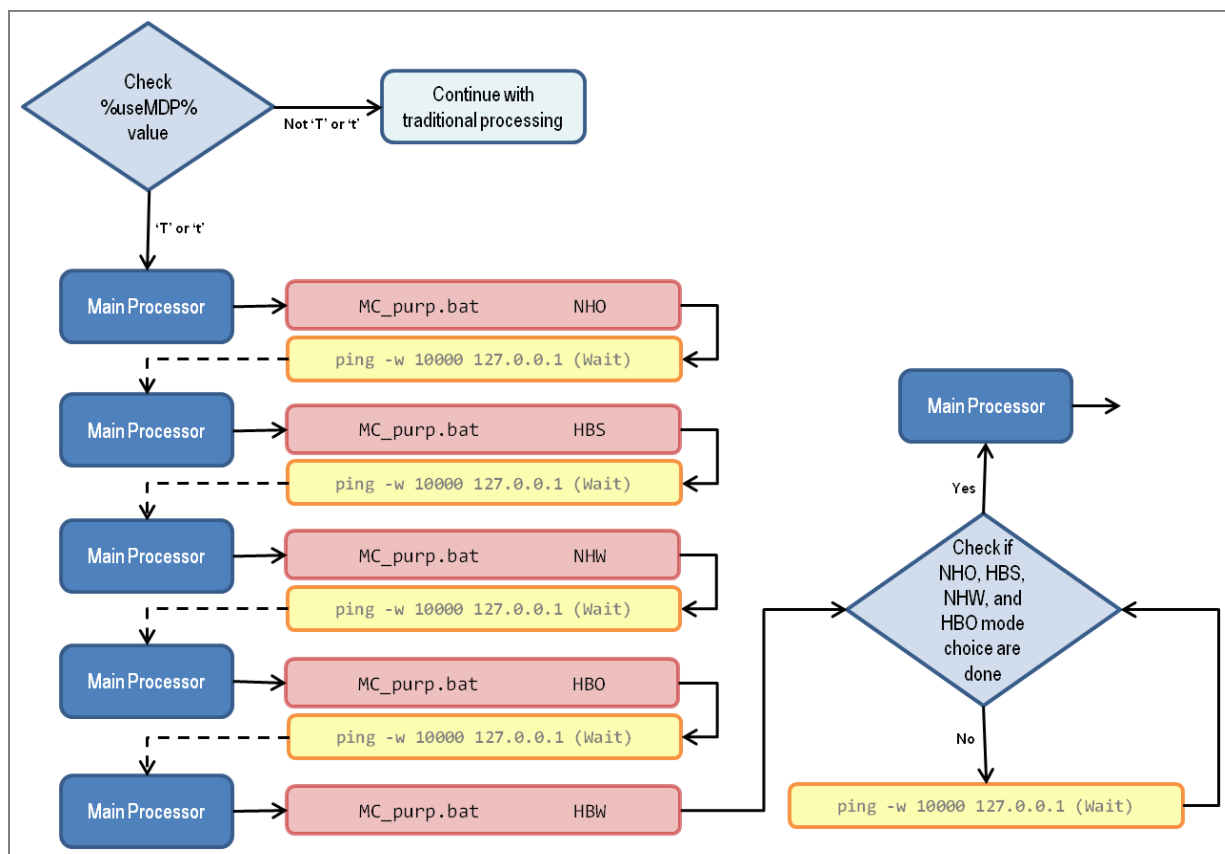 Check
%useMDP%
value
Not ‘T’ or ‘t’
Continue with
traditional processing
‘T’ or ‘t’
Main Processor
MC_purp.bat NHO
ping -w 10000 127.0.0.1 (Wait)
Main Processor
MC_purp.bat HBS
ping -w 10000 127.0.0.1 (Wait)
Main Processor
MC_purp.bat NHW
ping -w 10000 127.0.0.1 (Wait)
Main Processor
MC_purp.bat HBO
ping -w 10000 127.0.0.1 (Wait)
Main Processor
MC_purp.bat HBW
Main Processor
Yes
Check if
NHO, HBS,
NHW, and
HBO mode
choice are
done
No
ping -w 10000 127.0.0.1 (Wait)